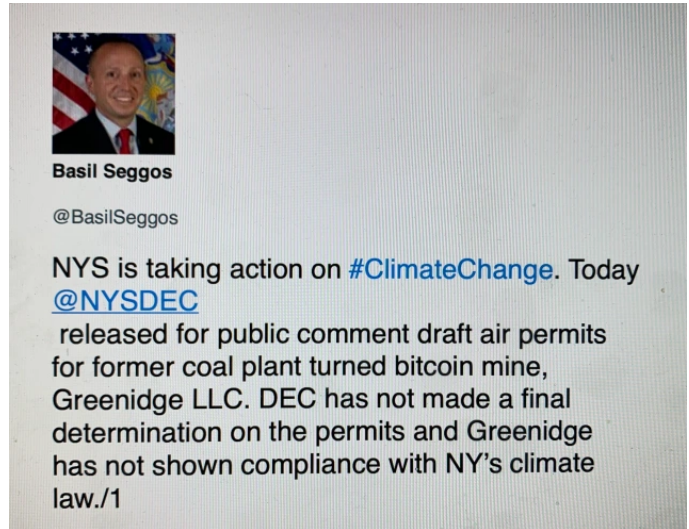 Basil Seggos
@BasilSeggos
NYS is taking action on #ClimateChange. Today
@NYSDEC
released for public comment draft air permits
for former coal plant turned bitcoin mine,
Greenidge LLC. DEC has not made a final
determination on the permits and Greenidge
has not shown compliance with NY's climate
law./1